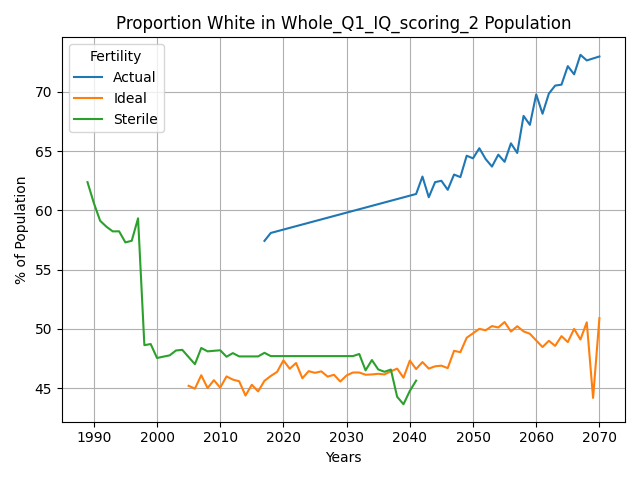 Proportion White in Whole_Q1_IQ_scoring_2 Population
Fertility
Actual
Ideal
Sterile
% of Population
70
65
60
55
50
45
1990 2000 2010 2020 2030 2040 2050 2060 2070
Years